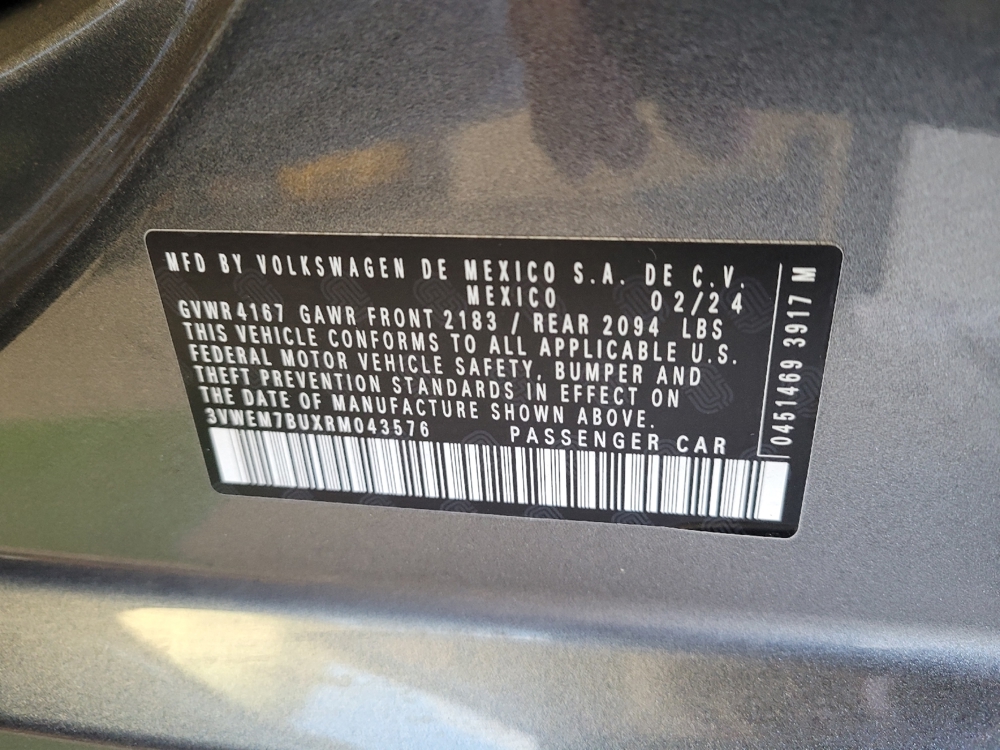 MFD BY VOLKSWAGEN DE MEXICO S.A. DE C.V.
MEXICO 02/24
GVWR4167 GAWR FRONT 2183 / REAR 2094 LBS
THIS VEHICLE CONFORMS TO ALL APPLICABLE U.S.
FEDERAL MOTOR VEHICLE SAFETY, BUMPER AND
THEFT PREVENTION STANDARDS IN EFFECT ON
THE DATE OF MANUFACTURE SHOWN ABOVE.
3VWEM7BUXRM043576 PASSENGER CAR
0451469 3917 M